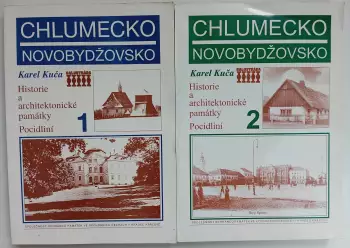 CHLUMECKO
NOVOBYDŽOVSKO
Karel Kuča
Historie
a
architektonické
památky
Pocidliní
1
CHLUMECKO
NOVOBYDŽOVSKO
Karel Kuča
Historie
a
architektonické
památky
Pocidliní
2